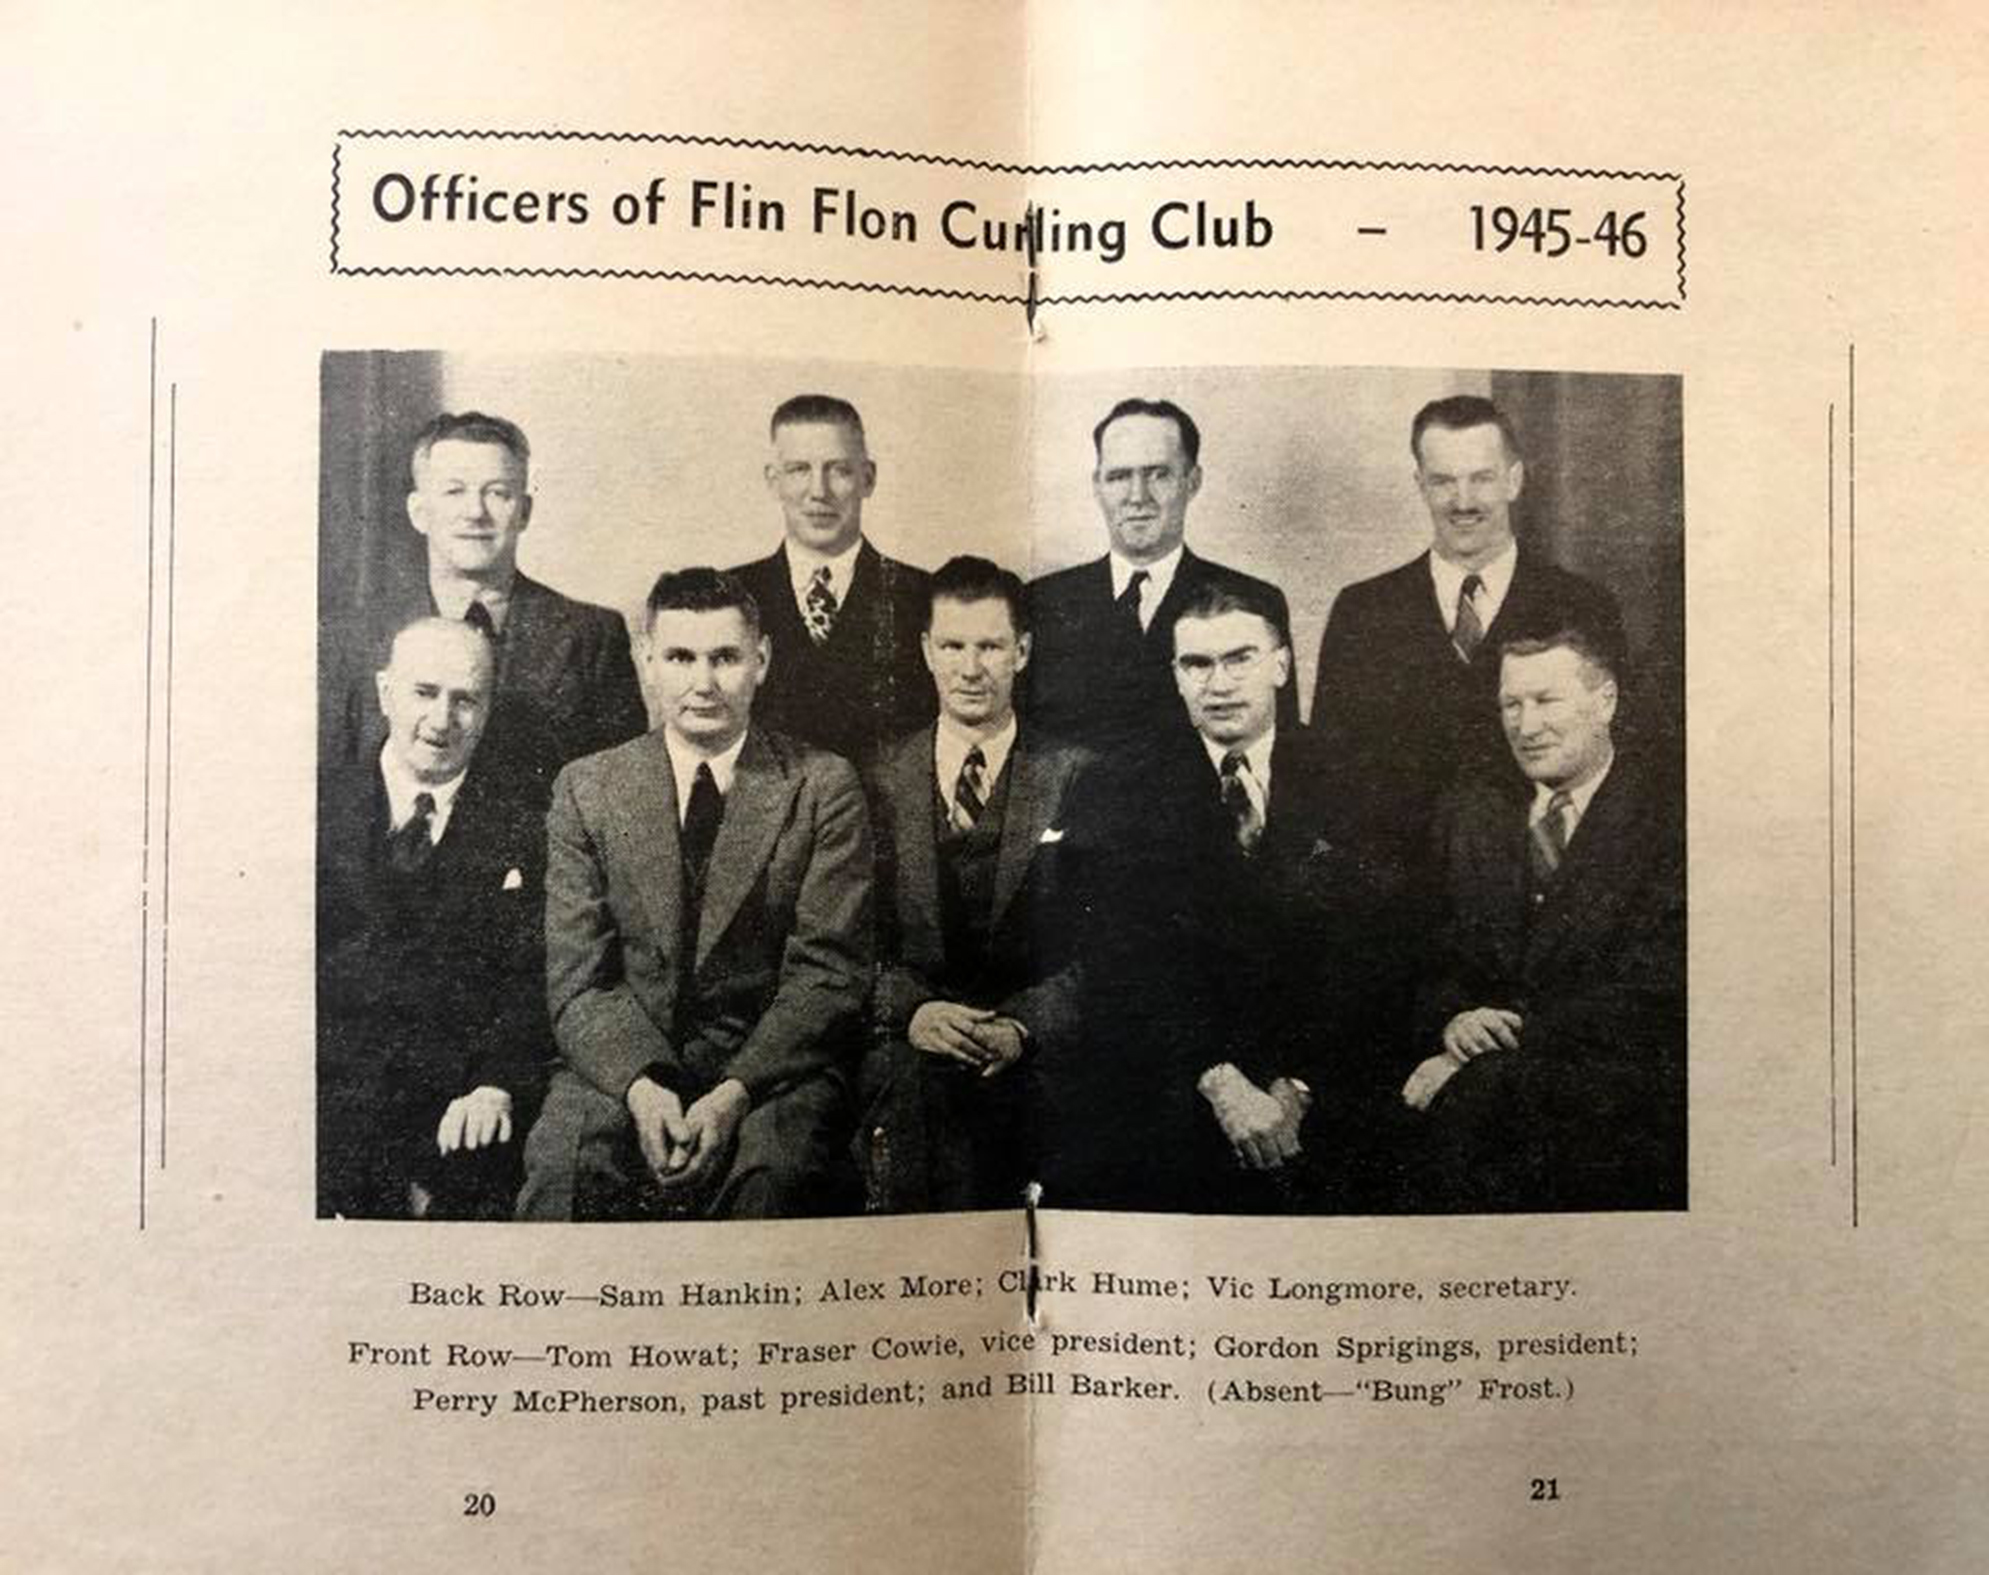 Officers of Flin Flon Curling Club – 1945-46
Back Row—Sam Hankin; Alex More; Clark Hume; Vic Longmore, secretary.
Front Row—Tom Howat; Fraser Cowie, vice president; Gordon Sprigings, president;
Perry McPherson, past president; and Bill Barker. (Absent—“Bung” Frost.)
20
21